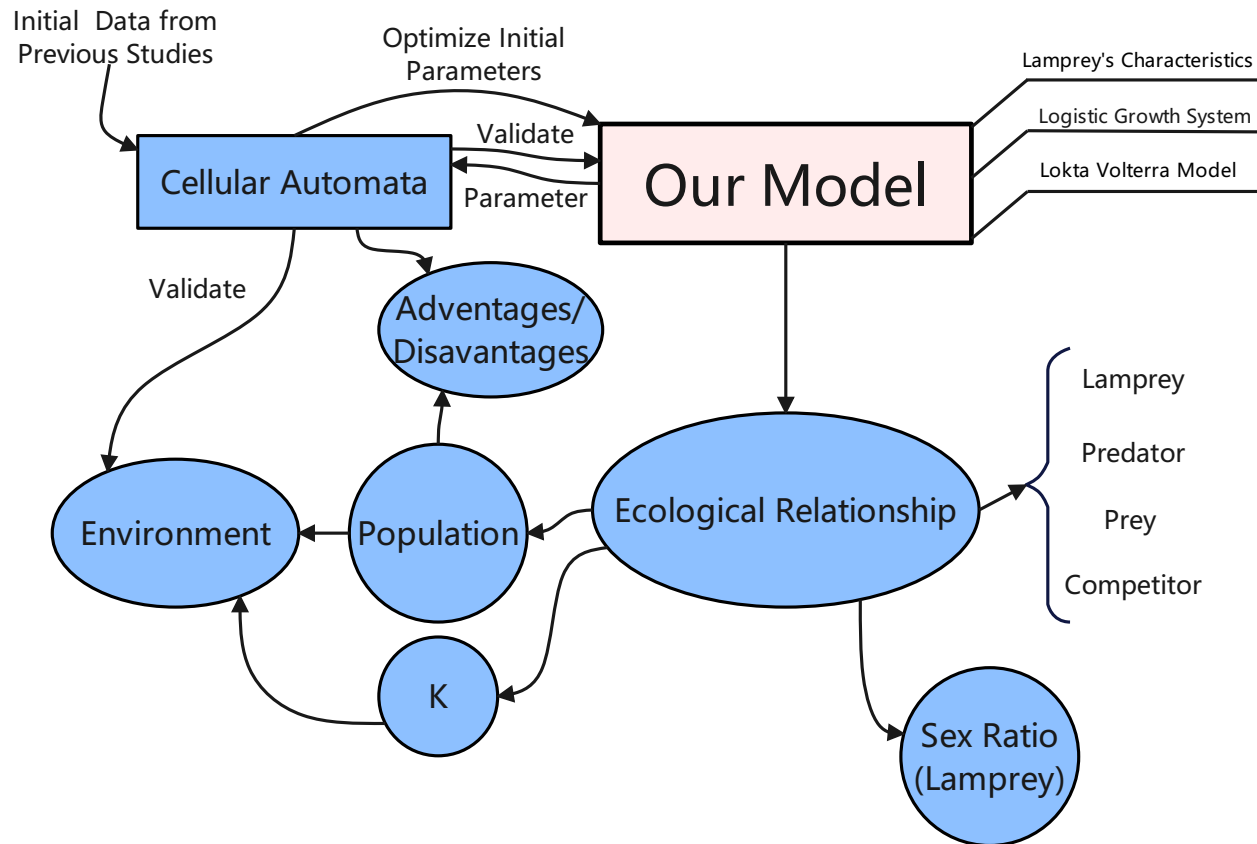 Initial Data from
Previous Studies
Optimize Initial
Parameters
Lamprey's Characteristics
Logistic Growth System
Lokta Volterra Model
Validate
Cellular Automata
Parameter
Our Model
Validate
Adventages/
Disavantages
Lamprey
Predator
Prey
Competitor
Environment
Population
Ecological Relationship
K
Sex Ratio
(Lamprey)